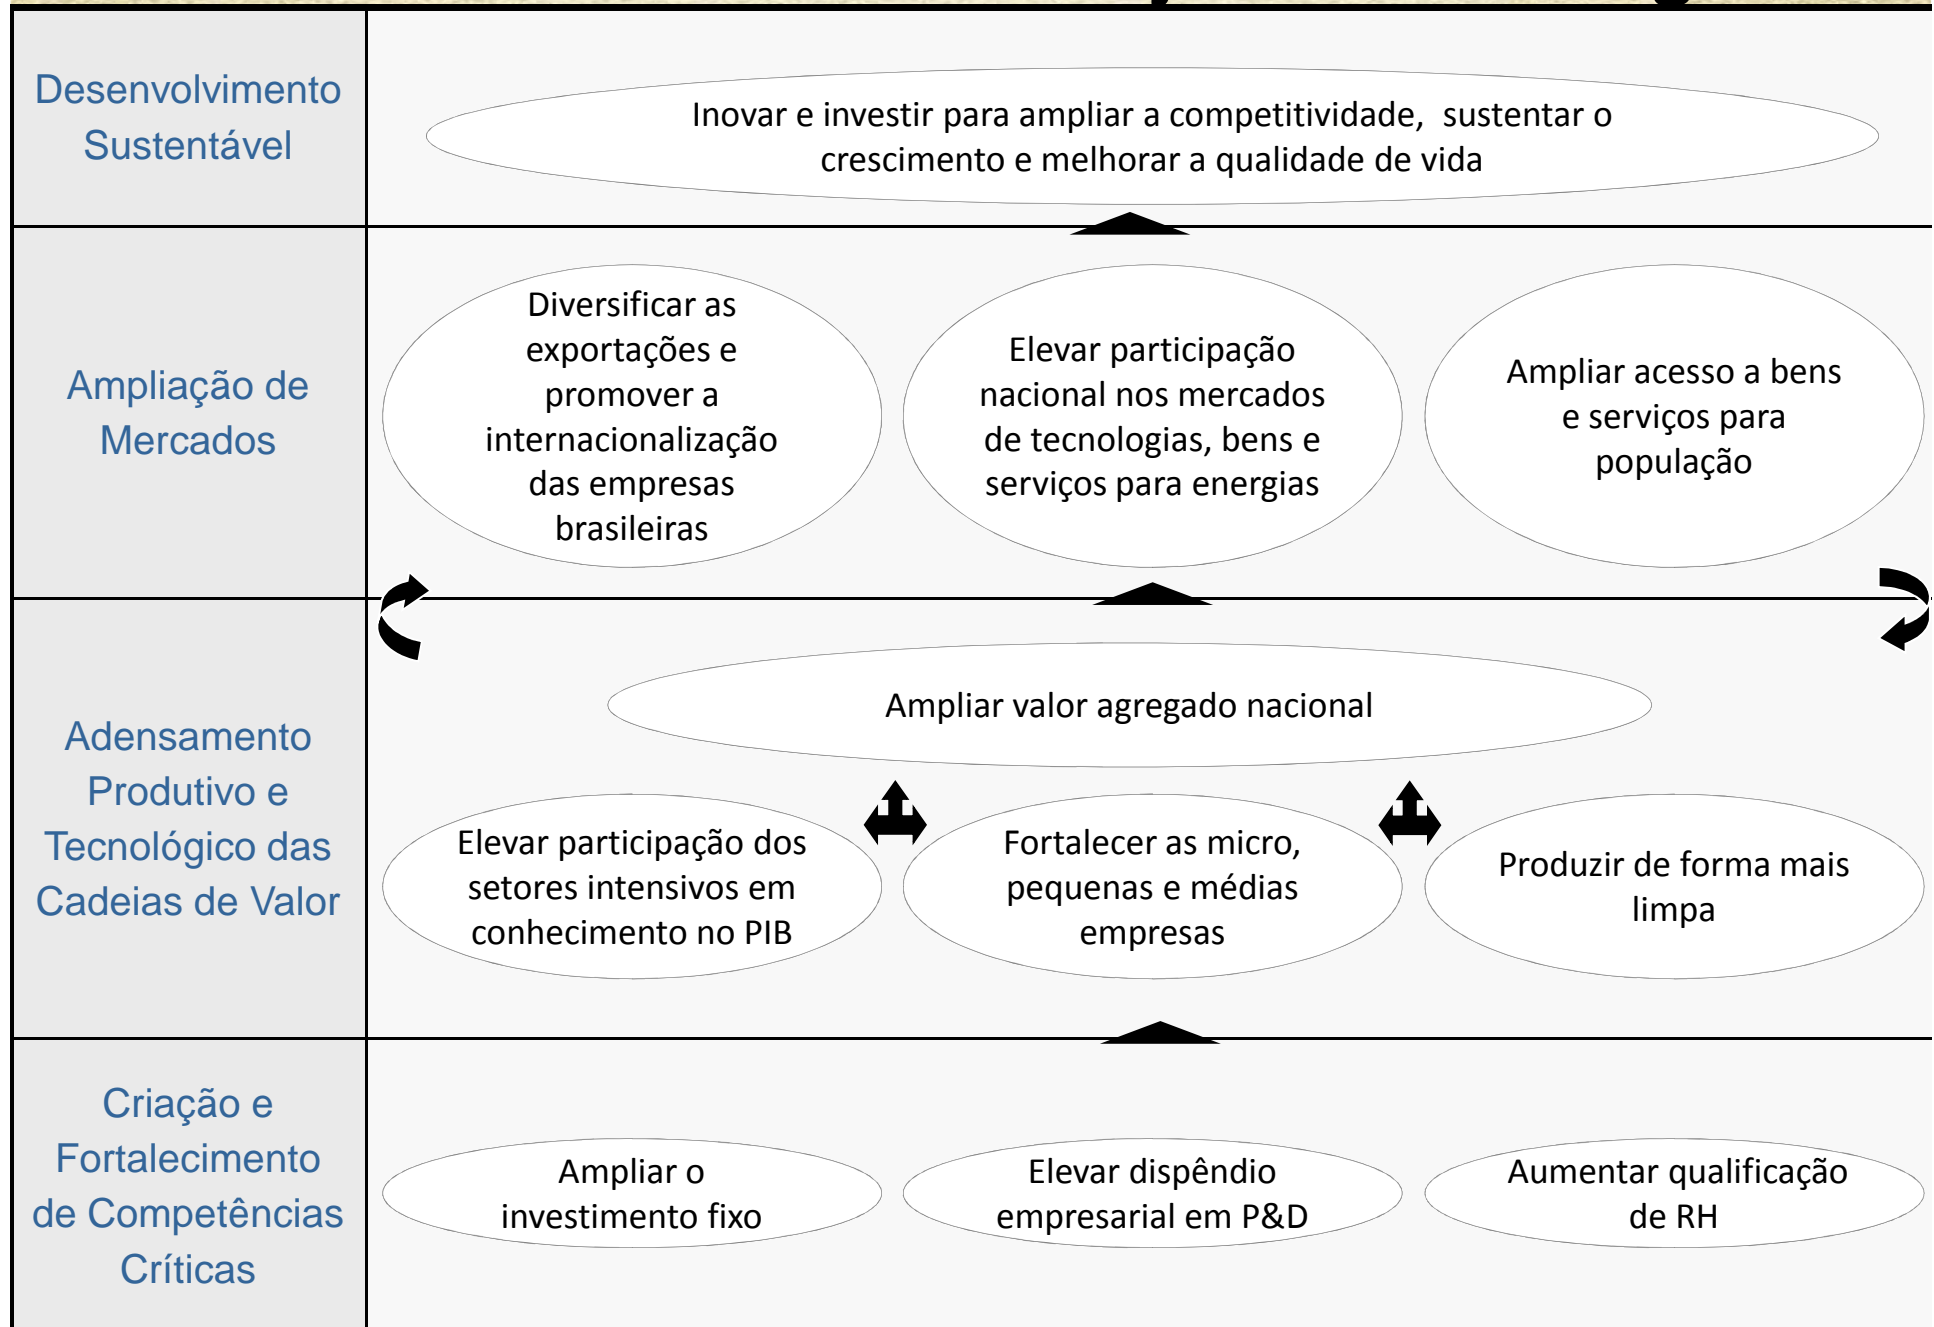 Desenvolvimento
Sustentável
Inovar e investir para ampliar a competitividade,  sustentar o
crescimento e melhorar a qualidade de vida
Ampliação de
Mercados
Diversificar as
exportações e
promover a
internacionalização
das empresas
brasileiras
Elevar participação
nacional nos mercados
de tecnologias, bens e
serviços para energias
Ampliar acesso a bens
e serviços para
população
Adensamento
Produtivo e
Tecnológico das
Cadeias de Valor
Ampliar valor agregado nacional
Elevar participação dos
setores intensivos em
conhecimento no PIB
Fortalecer as micro,
pequenas e médias
empresas
Produzir de forma mais
limpa
Criação e
Fortalecimento
de Competências
Críticas
Ampliar o
investimento fixo
Elevar dispêndio
empresarial em P&D
Aumentar qualificação
de RH